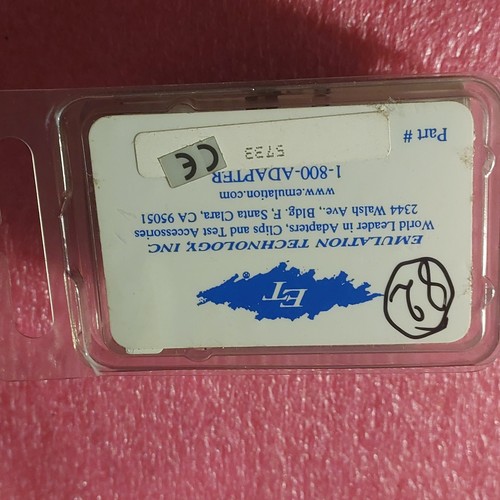 ET®
82
EMULATION TECHNOLOGY, INC
World Leader in Adapters, Clips and Test Accessories
2344 Walsh Ave., Bldg. F, Santa Clara, CA 95051
www.emulation.com
1-800-ADAPTER
CE
Part #
5733